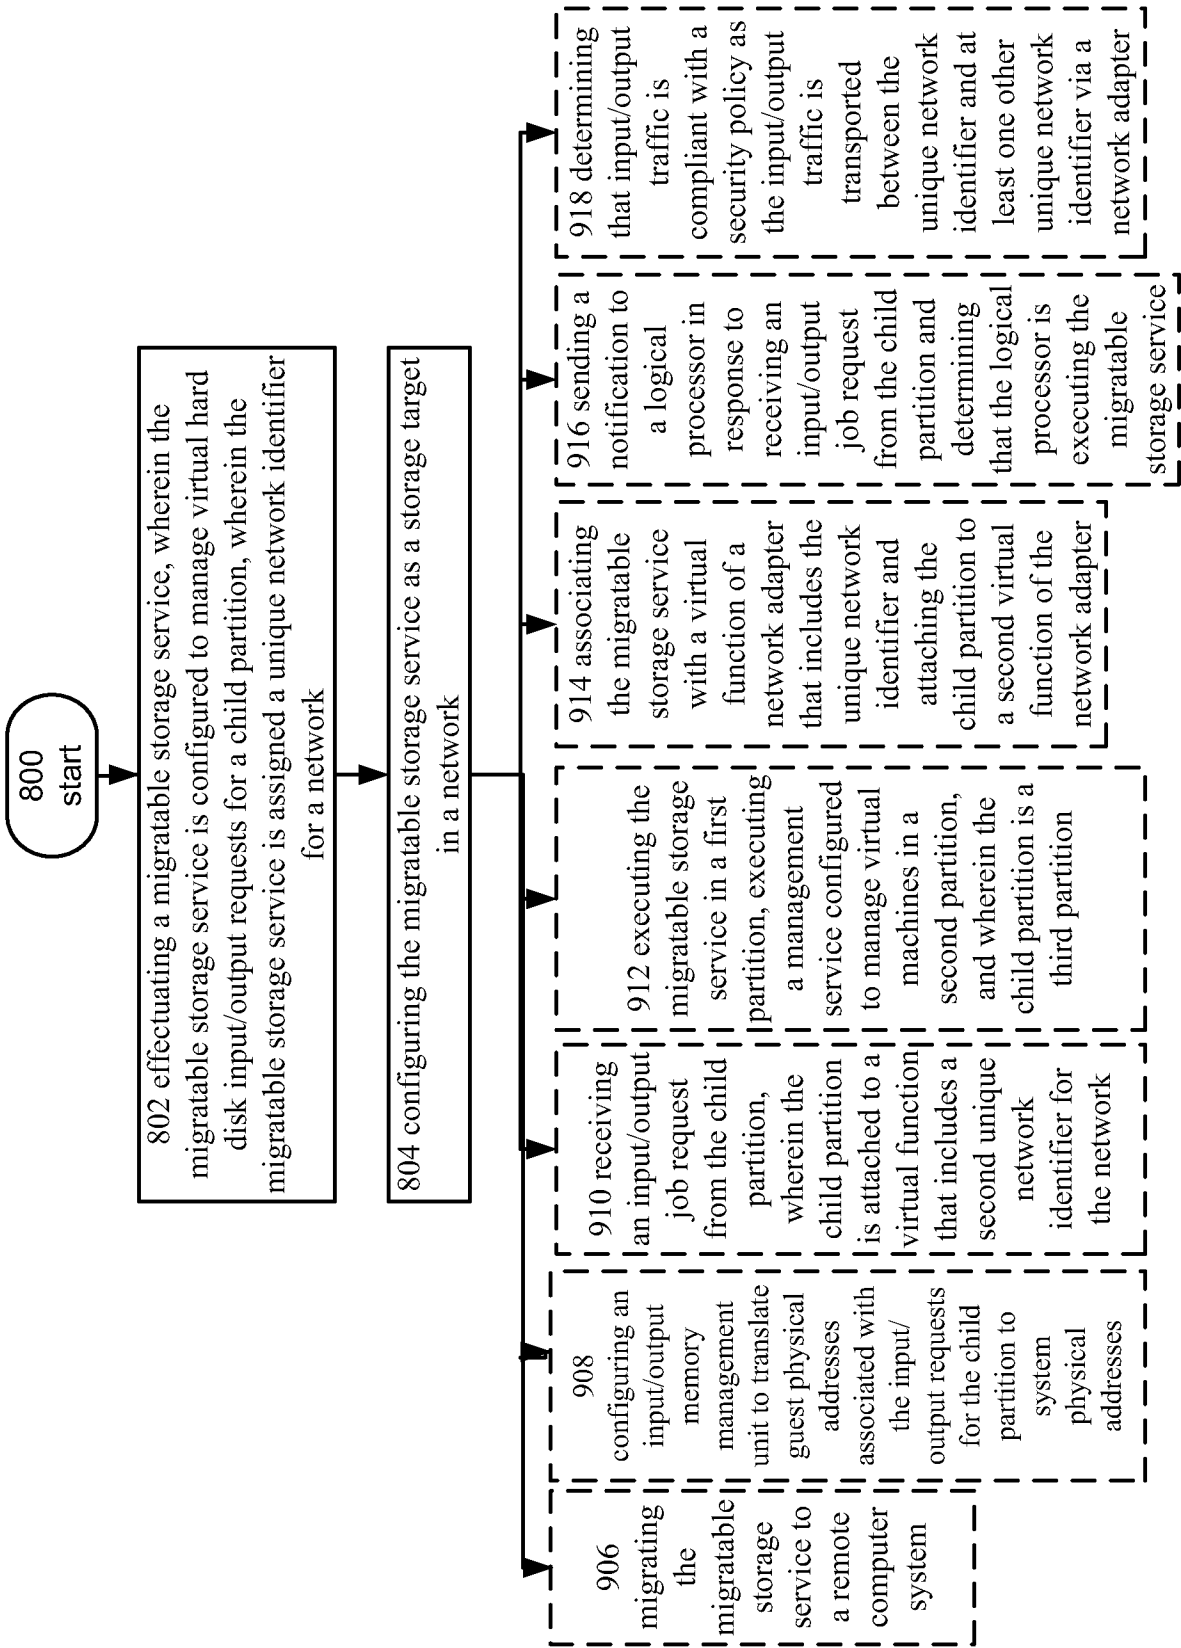 800
start
802 effectuating a migratable storage service, wherein the
migratable storage service is configured to manage virtual hard
disk input/output requests for a child partition, wherein the
migratable storage service is assigned a unique network identifier
for a network
804 configuring the migratable storage service as a storage target
in a network
906
migrating
the
migratable
storage
service to
a remote
computer
system
908
configuring an
input/output
memory
management
unit to translate
guest physical
addresses
associated with
the input/
output requests
for the child
partition to
system
physical
addresses
910 receiving
an input/output
job request
from the child
partition,
wherein the
child partition
is attached to a
virtual function
that includes a
second unique
network
identifier for
the network
912 executing the
migratable storage
service in a first
partition, executing
a management
service configured
to manage virtual
machines in a
second partition,
and wherein the
child partition is a
third partition
914 associating
the migratable
storage service
with a virtual
function of a
network adapter
that includes the
unique network
identifier and
attaching the
child partition to
a second virtual
function of the
network adapter
916 sending a
notification to
a logical
processor in
response to
receiving an
input/output
job request
from the child
partition and
determining
that the logical
processor is
executing the
migratable
storage service
918 determining
that input/output
traffic is
compliant with a
security policy as
the input/output
traffic is
transported
between the
unique network
identifier and at
least one other
unique network
identifier via a
network adapter